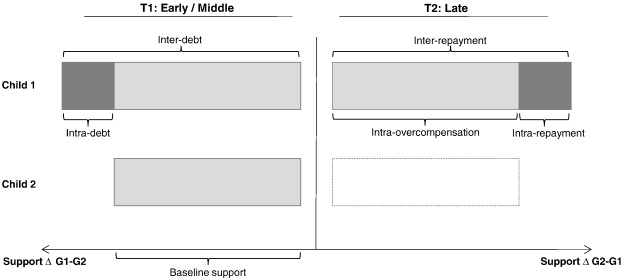 T1: Early / Middle
T2: Late
Inter-debt
Inter-repayment
Child 1
Intra-debt
Intra-overcompensation
Intra-repayment
Child 2
Support Δ G1-G2
Support Δ G2-G1
Baseline support